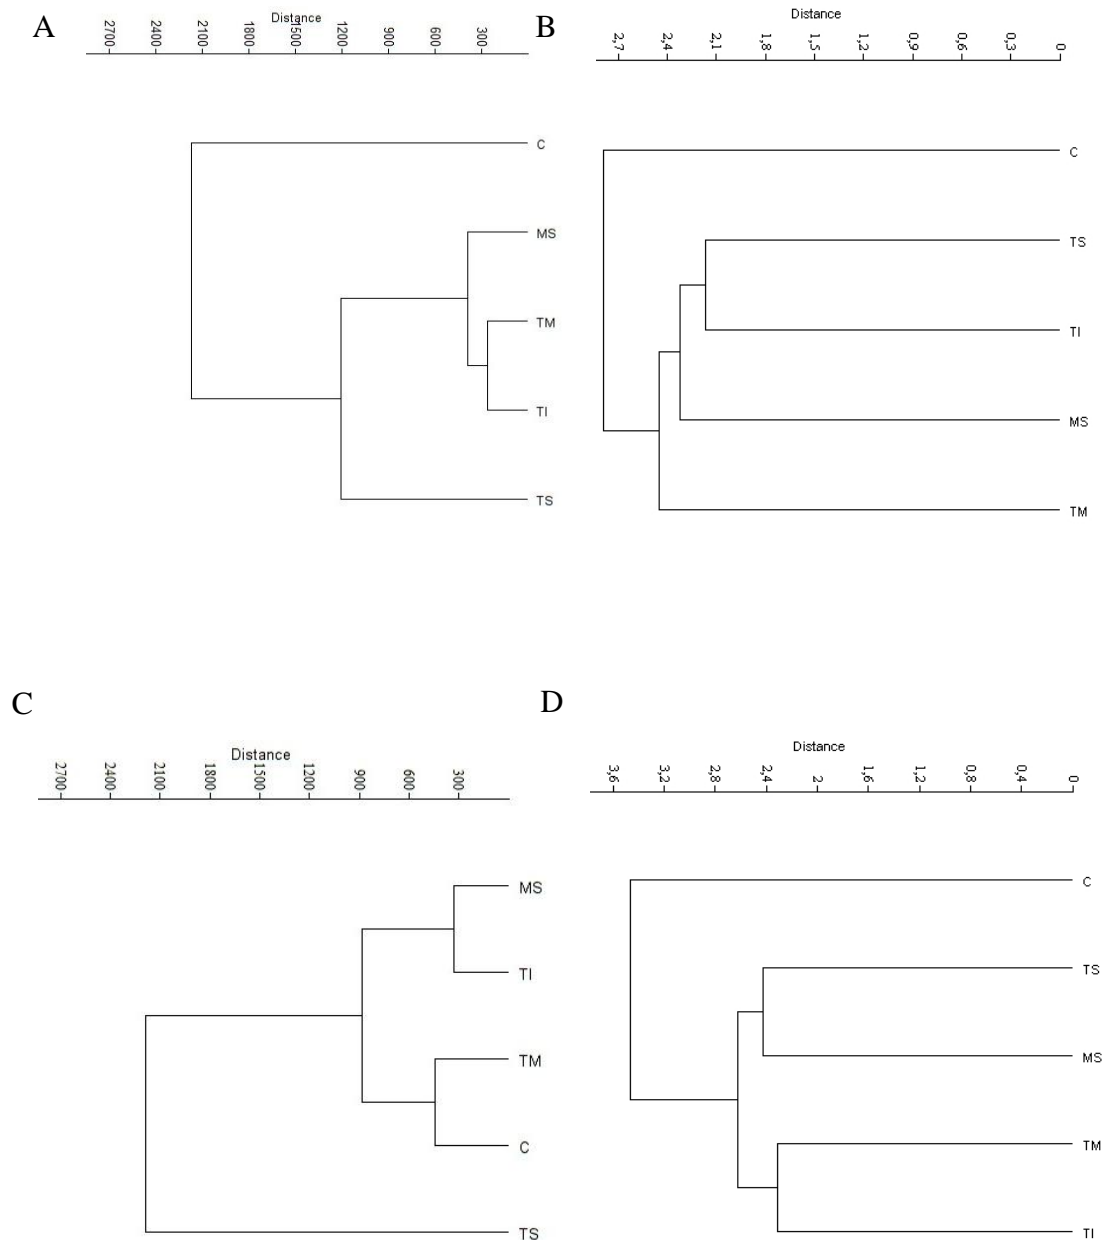 A
Distance
2700 2400 2100 1800 1500 1200 900 600 300
C
MS
TM
TI
TS
B
Distance
2,7 2,4 2,1 1,8 1,5 1,2 0,9 0,6 0,3 0
C
TS
TI
MS
TM
C
Distance
2700 2400 2100 1800 1500 1200 900 600 300
MS
TI
TM
C
TS
D
Distance
3,6 3,2 2,8 2,4 2 1,6 1,2 0,8 0,4 0
C
TS
MS
TM
TI